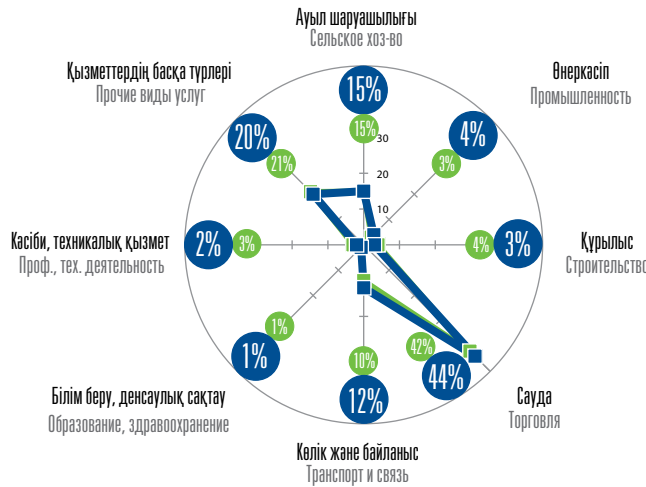 Ауыл шаруашылығы
Сельское хоз-во
15%
15%
Өнеркәсіп
Промышленность
4%
3%
Құрылыс
Строительство
3%
4%
Сауда
Торговля
44%
42%
Көлік және байланыс
Транспорт и связь
12%
10%
Білім беру, денсаулық сақтау
Образование, здравоохранение
1%
1%
Кәсіби, техникалық қызмет
Проф., тех. деятельность
2%
3%
Қызметтердің басқа түрлері
Прочие виды услуг
20%
21%
30
20
10